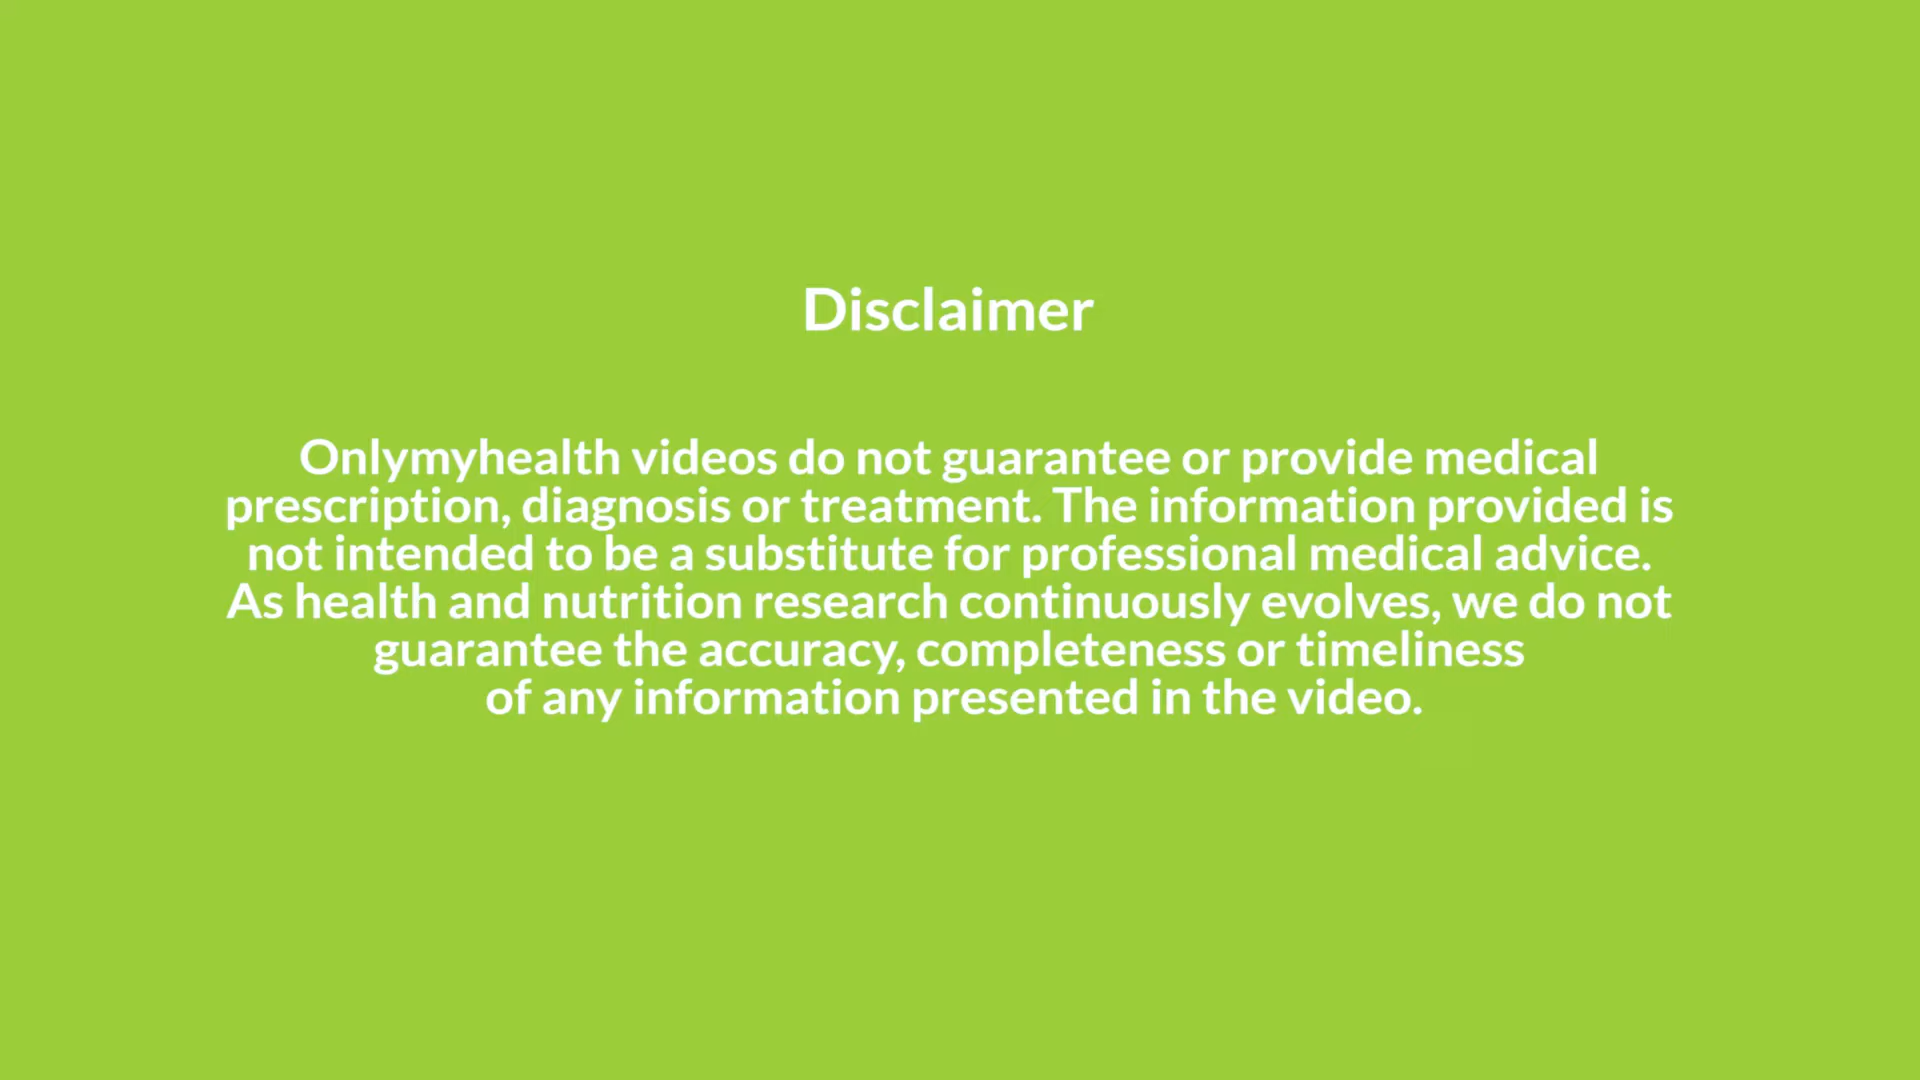 Disclaimer
Onlymyhealth videos do not guarantee or provide medical
prescription, diagnosis or treatment. The information provided is
not intended to be a substitute for professional medical advice.
As health and nutrition research continuously evolves, we do not
guarantee the accuracy, completeness or timeliness
of any information presented in the video.